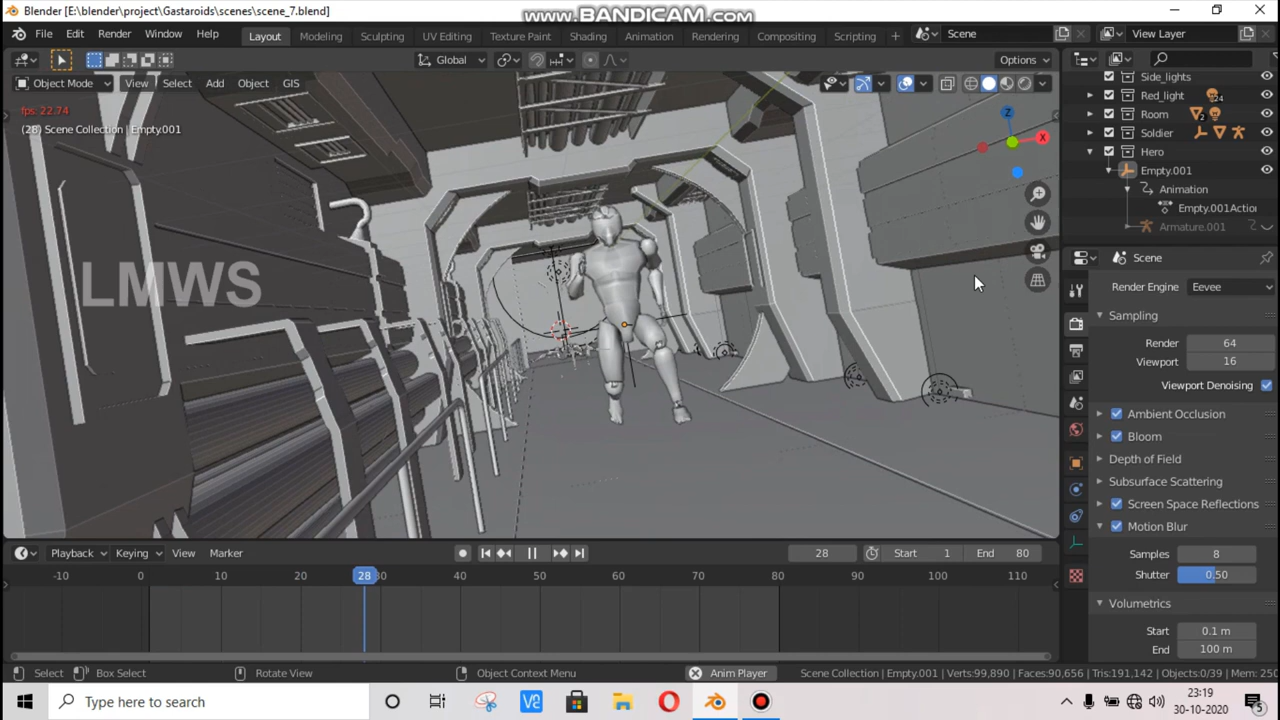 Blender [E:\blender\project\Gastaroids\scenes\scene_7.blend]
www.BANDICAM.com
File Edit Render Window Help
Layout Modeling Sculpting UV Editing Texture Paint Shading Animation Rendering Compositing Scripting
Scene
View Layer
Global
Options
Object Mode View Select Add Object GIS
fps: 22.74
(28) Scene Collection | Empty.001
Z
X
LMWS
Side_lights
Red_light
24
Room
2
Soldier
Hero
Empty.001
Animation
Empty.001Actio
Armature.001
Scene
Render Engine Eevee
Sampling
Render 64
Viewport 16
Viewport Denoising
Ambient Occlusion
Bloom
Depth of Field
Subsurface Scattering
Screen Space Reflections
Motion Blur
Samples 8
Shutter 0.50
Volumetrics
Start 0.1 m
End 100 m
Playback Keying View Marker
28
Start 1 End 80
-10 0 10 20 28 30 40 50 60 70 80 90 100 110
Select Box Select Rotate View Object Context Menu Anim Player
Scene Collection | Empty.001 | Verts:99,890 | Faces:90,656 | Tris:191,142 | Objects:0/39 | Mem: 250
Type here to search
23:19
30-10-2020
5